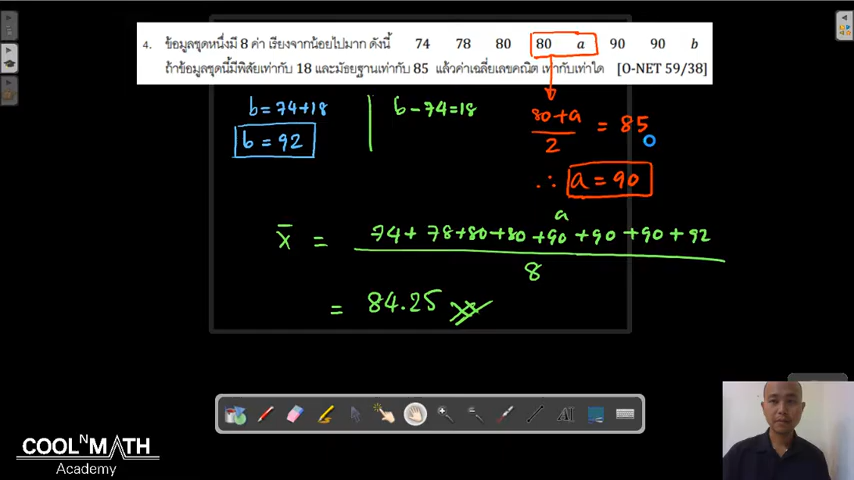 4. ข้อมูลชุดหนึ่งมี 8 ค่า เรียงจากน้อยไปมาก ดังนี้ 74 78 80 80 a 90 90 b
ถ้าข้อมูลชุดนี้มีพิสัยเท่ากับ 18 และมัธยฐานเท่ากับ 85 แล้วค่าเฉลี่ยเลขคณิต เท่ากับเท่าใด [O-NET 59/38]
b = 74+18
b - 74 = 18
b = 92
80+a
2
= 85
∴ a = 90
a
x̄ = 74 + 78 + 80 + 80 + 90 + 90 + 90 + 92
8
= 84.25
AI
COOL N MATH
Academy